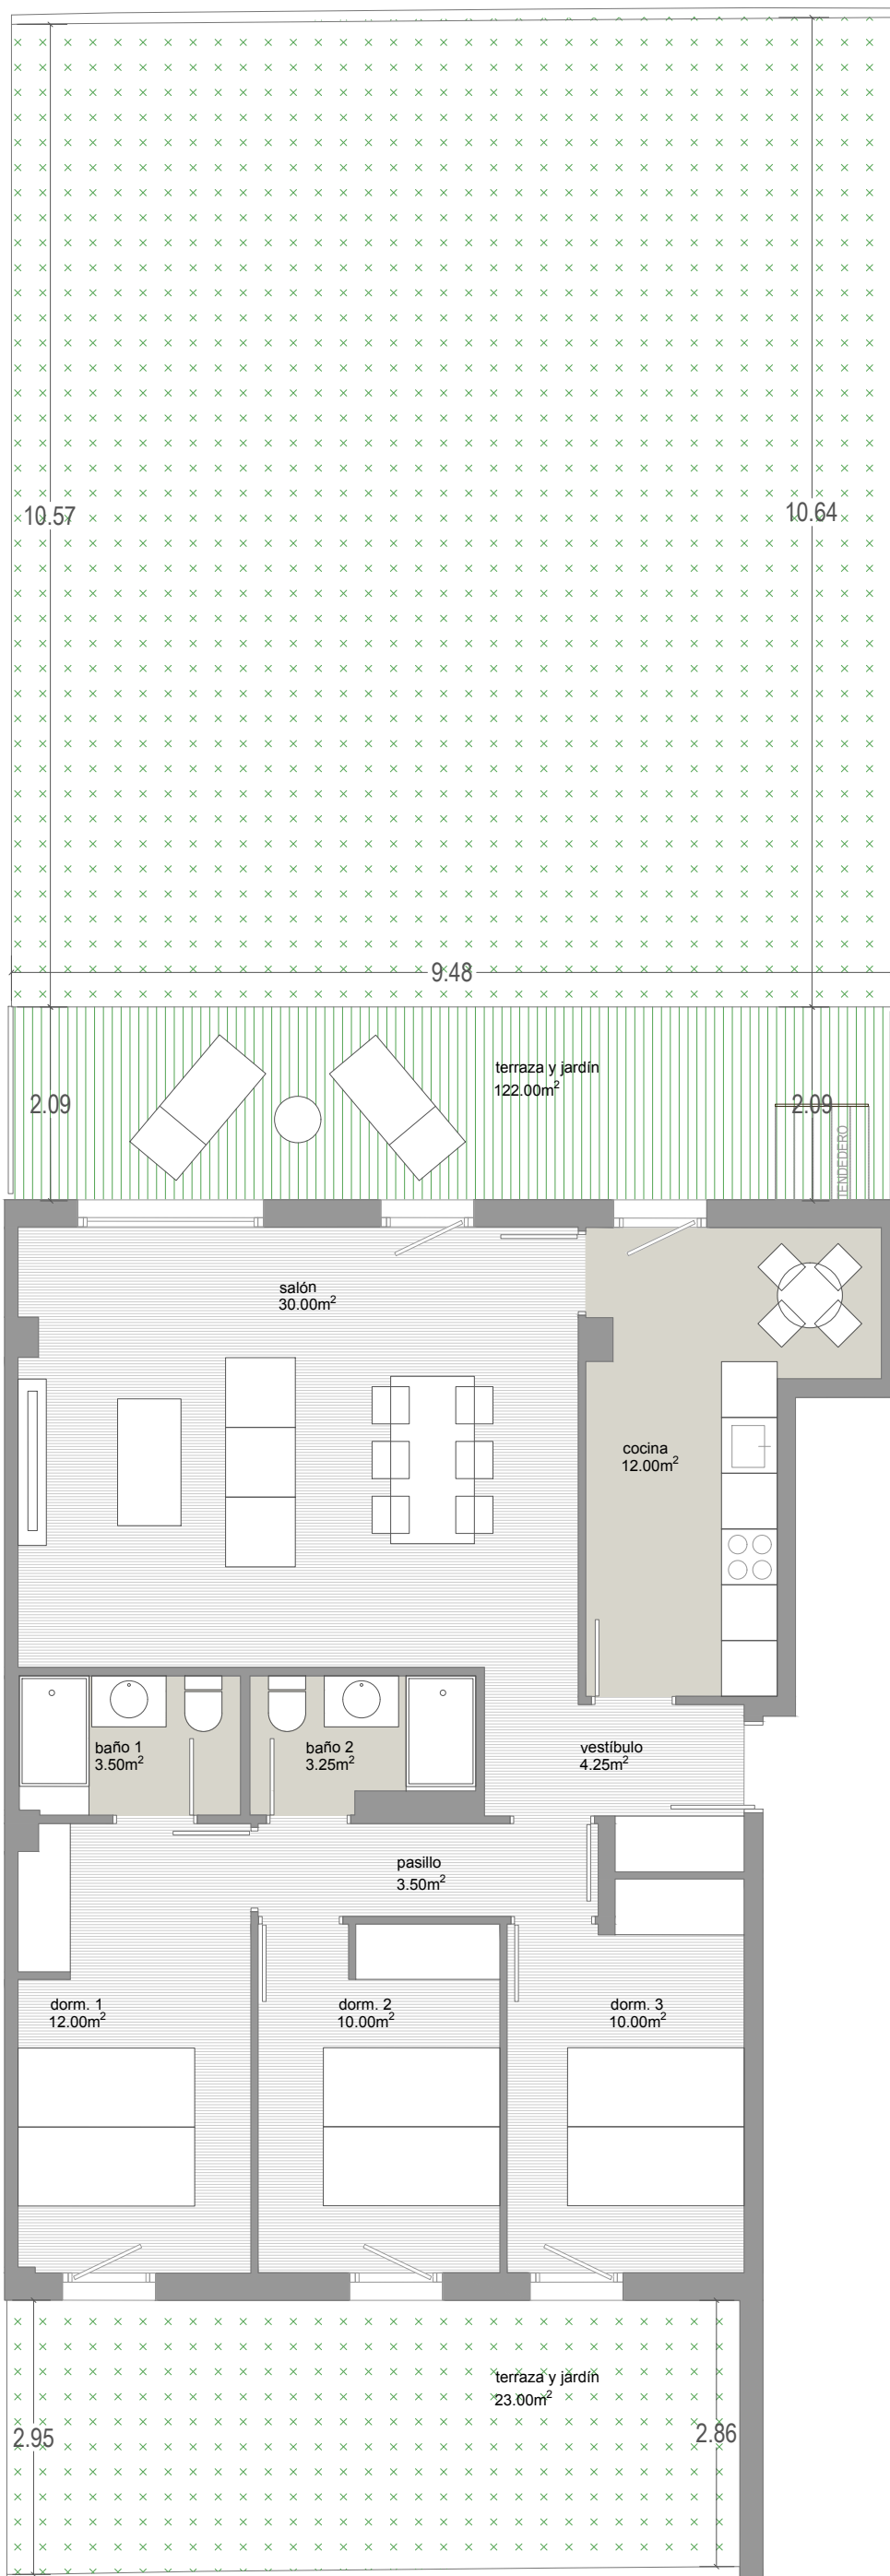 10.57
10.64
9.48
terraza y jardín
122.00m²
2.09
2.09
TENDEDERO
salón
30.00m²
cocina
12.00m²
baño 1
3.50m²
baño 2
3.25m²
vestíbulo
4.25m²
pasillo
3.50m²
dorm. 1
12.00m²
dorm. 2
10.00m²
dorm. 3
10.00m²
terraza y jardín
23.00m²
2.95
2.86